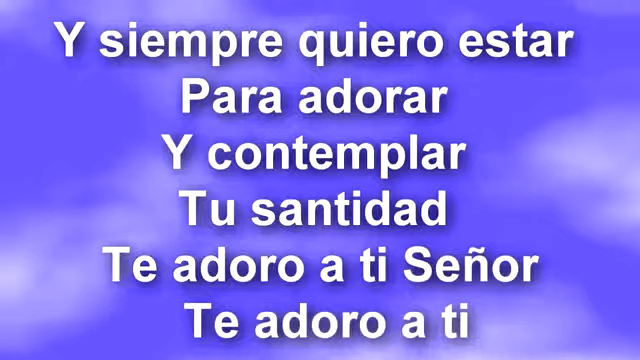 Y siempre quiero estar
Para adorar
Y contemplar
Tu santidad
Te adoro a ti Señor
Te adoro a ti